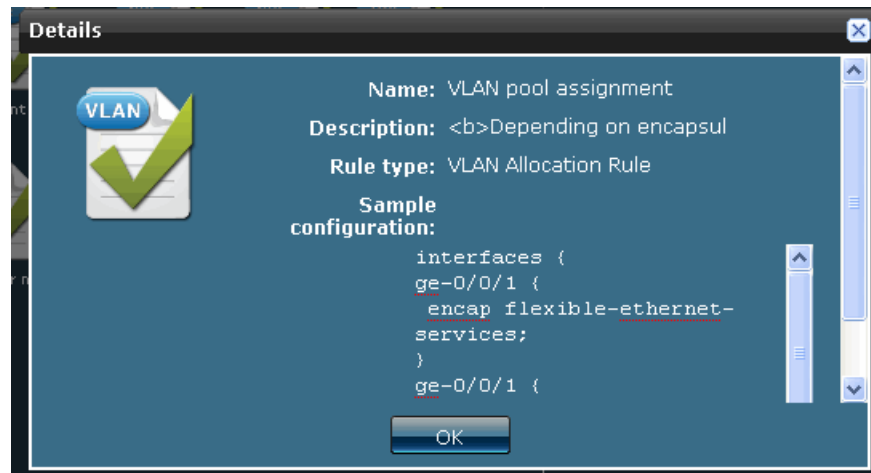 Details
nt
VLAN
Name: VLAN pool assignment
Description: <b>Depending on encapsul
Rule type: VLAN Allocation Rule
Sample
configuration:
interfaces {
ge-0/0/1 {
encap flexible-ethernet-
services;
}
ge-0/0/1 {
r n
OK